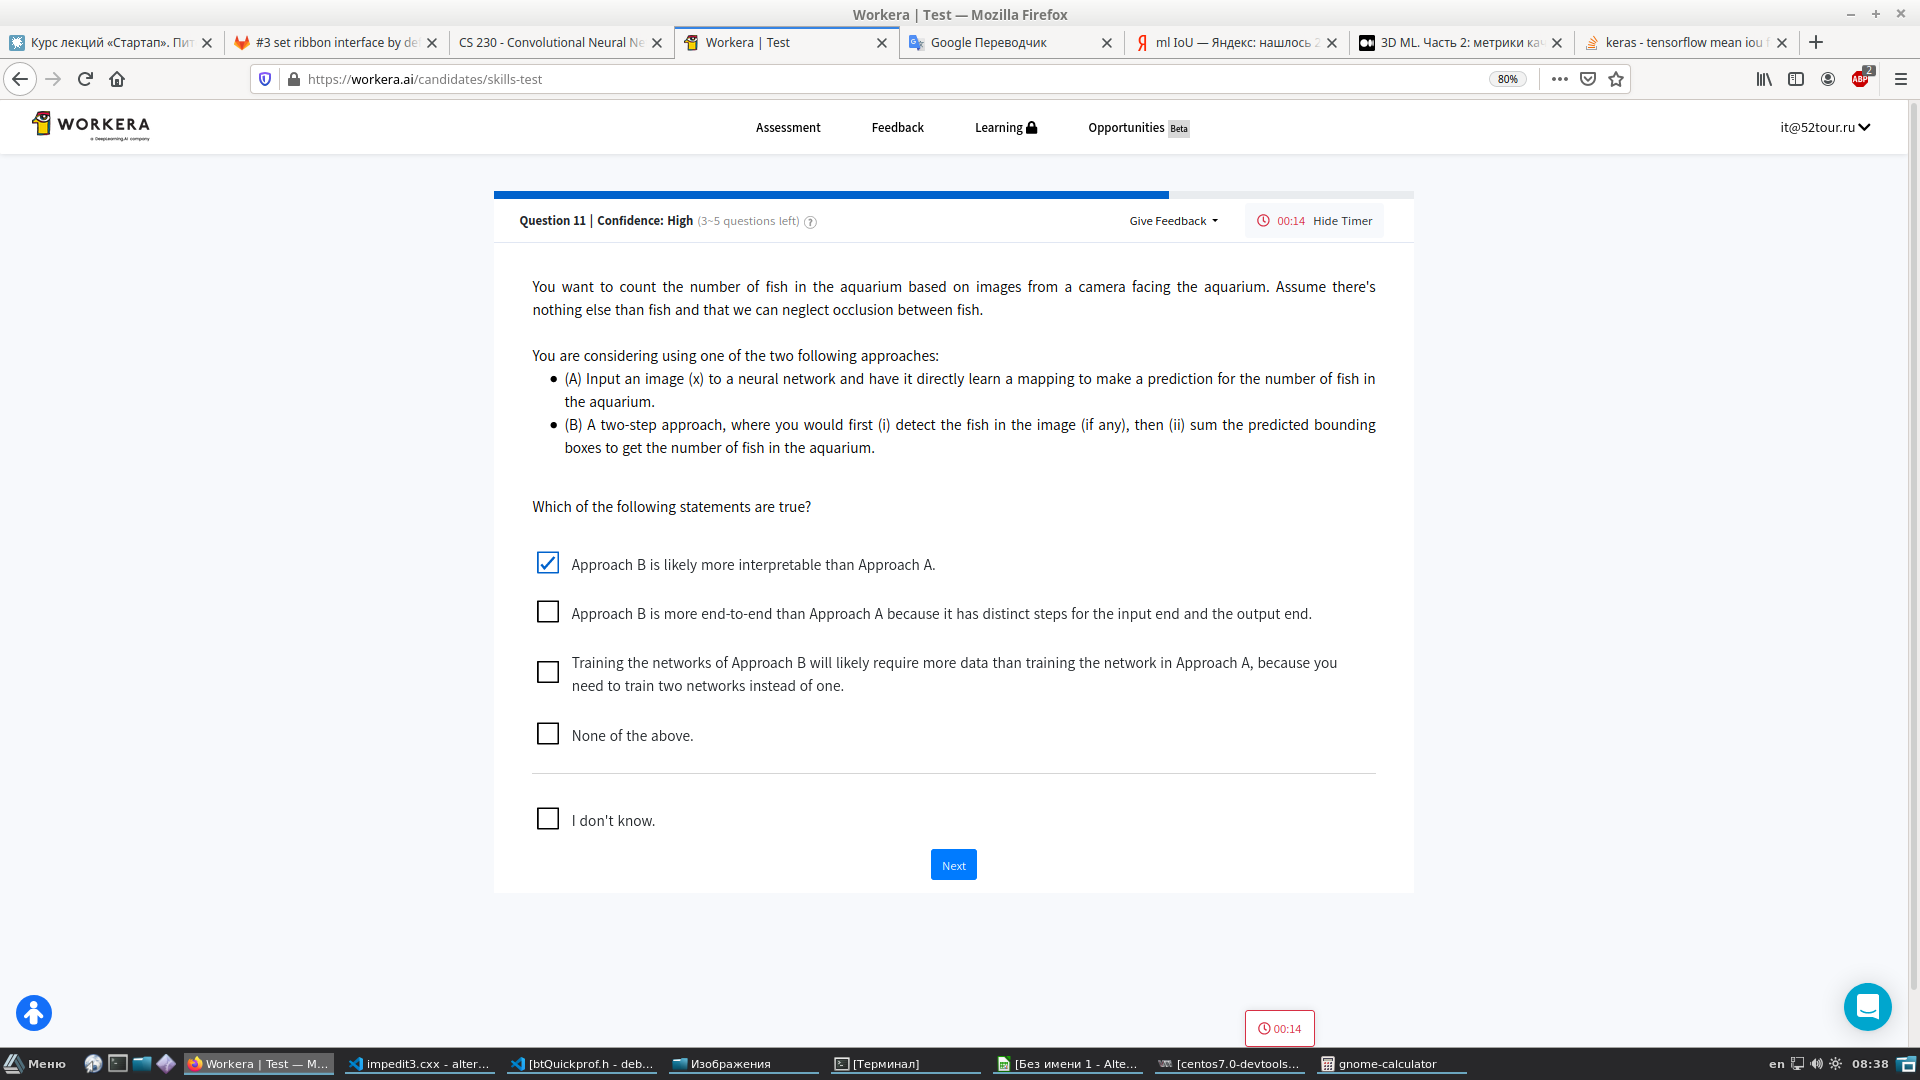 Workera | Test — Mozilla Firefox
Курс лекций «Стартап». Пит
#3 set ribbon interface by de
CS 230 - Convolutional Neural Ne
Workera | Test
Google Переводчик
ml IoU — Яндекс: нашлось 2
3D ML. Часть 2: метрики ка
keras - tensorflow mean iou f
https://workera.ai/candidates/skills-test
80%
ABP
2
WORKERA
a DeepLearning.AI company
Assessment
Feedback
Learning
Opportunities Beta
it@52tour.ru
Question 11 | Confidence: High (3~5 questions left) ?
Give Feedback
00:14 Hide Timer
You want to count the number of fish in the aquarium based on images from a camera facing the aquarium. Assume there's
nothing else than fish and that we can neglect occlusion between fish.
You are considering using one of the two following approaches:
• (A) Input an image (x) to a neural network and have it directly learn a mapping to make a prediction for the number of fish in
the aquarium.
• (B) A two-step approach, where you would first (i) detect the fish in the image (if any), then (ii) sum the predicted bounding
boxes to get the number of fish in the aquarium.
Which of the following statements are true?
Approach B is likely more interpretable than Approach A.
Approach B is more end-to-end than Approach A because it has distinct steps for the input end and the output end.
Training the networks of Approach B will likely require more data than training the network in Approach A, because you
need to train two networks instead of one.
None of the above.
I don't know.
Next
00:14
Меню
Workera | Test — M...
impedit3.cxx - alter...
[btQuickprof.h - deb...
Изображения
[Терминал]
[Без имени 1 - Alte...
[centos7.0-devtools...
gnome-calculator
en
08:38